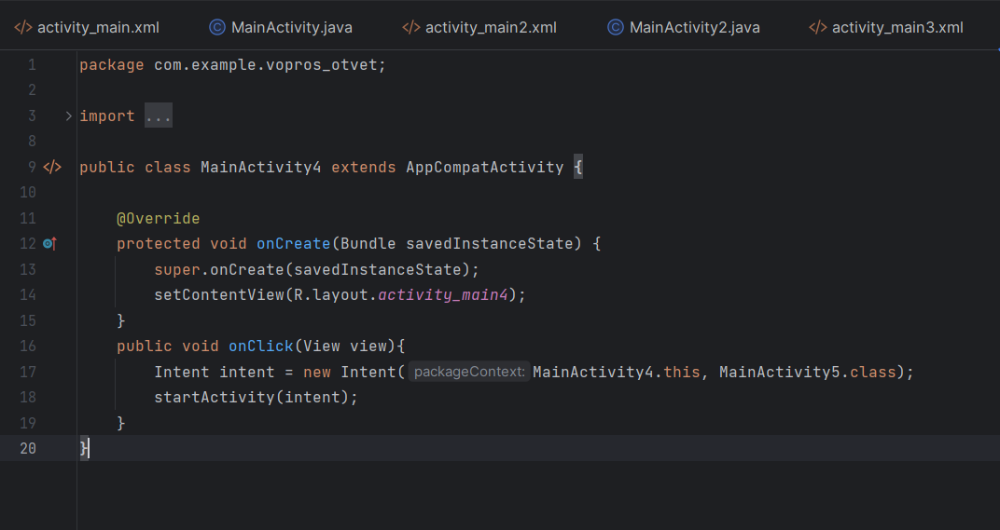 </> activity_main.xml © MainActivity.java </> activity_main2.xml © MainActivity2.java </> activity_main3.xml
1 package com.example.vopros_otvet;
2
3 > import ...
8
9 </> public class MainActivity4 extends AppCompatActivity {
10
11 @Override
12 protected void onCreate(Bundle savedInstanceState) {
13 super.onCreate(savedInstanceState);
14 setContentView(R.layout.activity_main4);
15 }
16 public void onClick(View view){
17 Intent intent = new Intent( packageContext: MainActivity4.this, MainActivity5.class);
18 startActivity(intent);
19 }
20 }